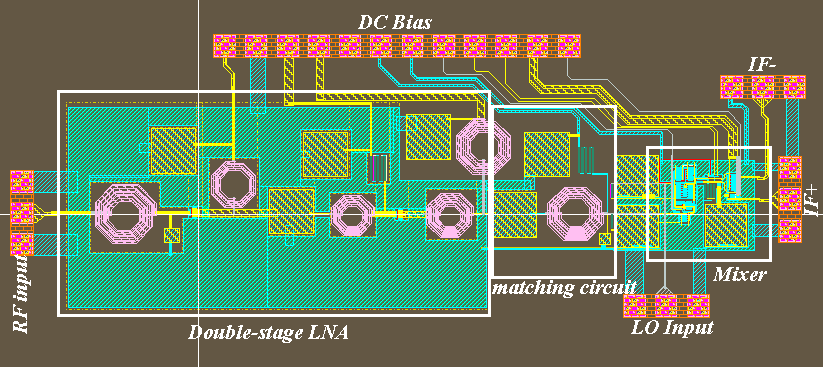 DC Bias
IF-
IF+
RF input
Mixer
matching circuit
LO Input
Double-stage LNA